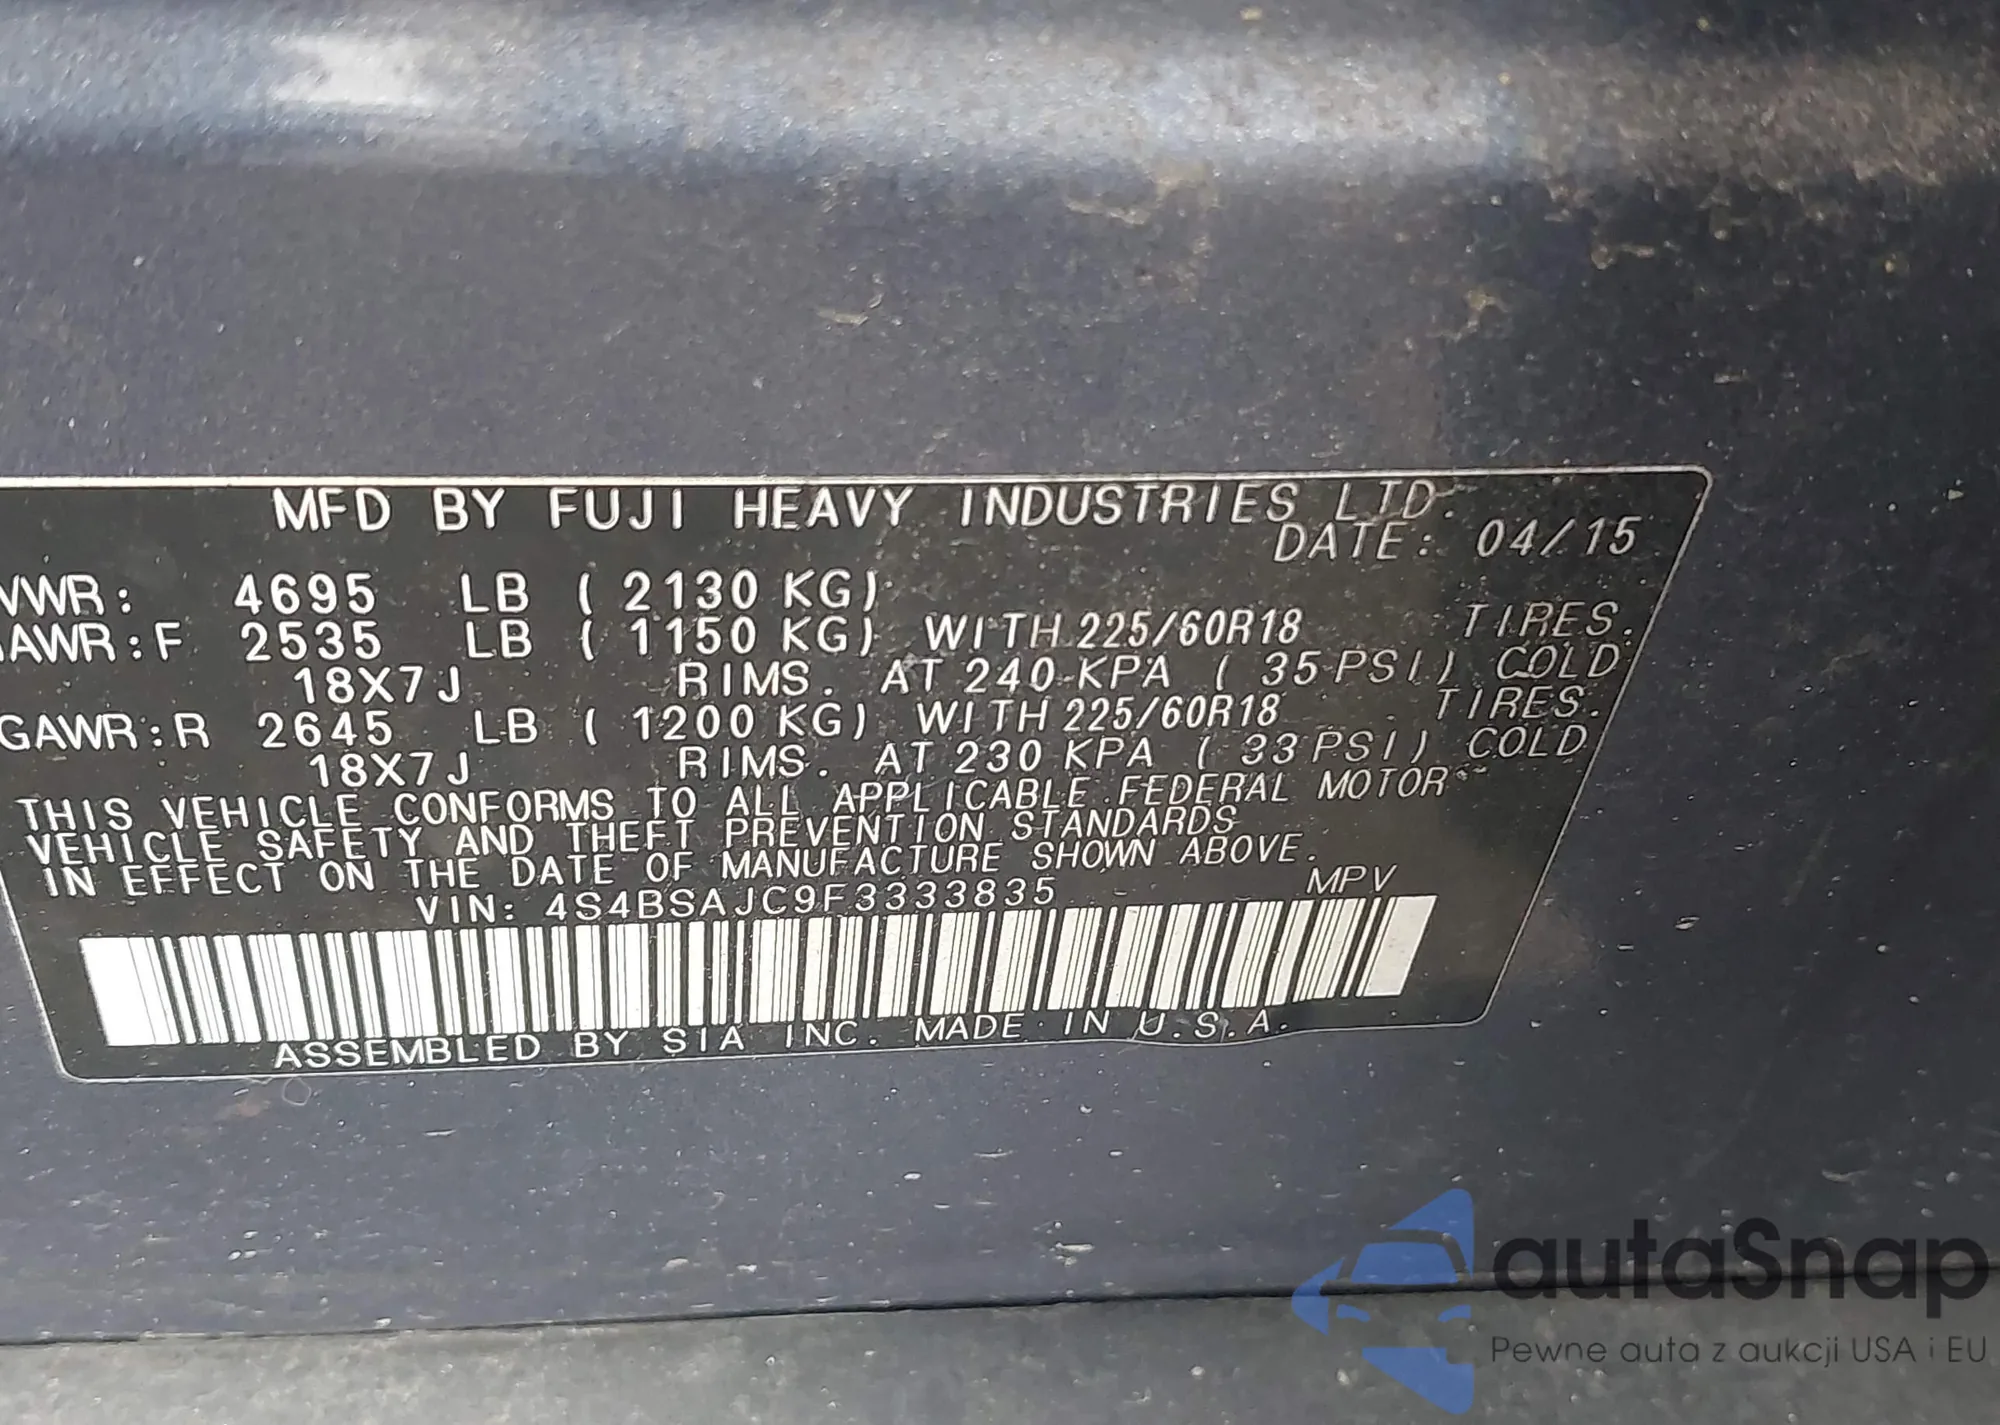 MFD BY FUJI HEAVY INDUSTRIES LTD.
DATE: 04/15
VWR: 4695 LB ( 2130 KG)
AWR:F 2535 LB ( 1150 KG) WITH 225/60R18 TIRES.
18X7J RIMS. AT 240 KPA ( 35 PSI) COLD
GAWR:R 2645 LB ( 1200 KG) WITH 225/60R18 TIRES.
18X7J RIMS. AT 230 KPA ( 33 PSI) COLD
THIS VEHICLE CONFORMS TO ALL APPLICABLE FEDERAL MOTOR
VEHICLE SAFETY AND THEFT PREVENTION STANDARDS
IN EFFECT ON THE DATE OF MANUFACTURE SHOWN ABOVE.
VIN: 4S4BSAJC9F3333835 MPV
ASSEMBLED BY SIA INC. MADE IN U.S.A.
autaSnap
Pewne auta z aukcji USA i EU